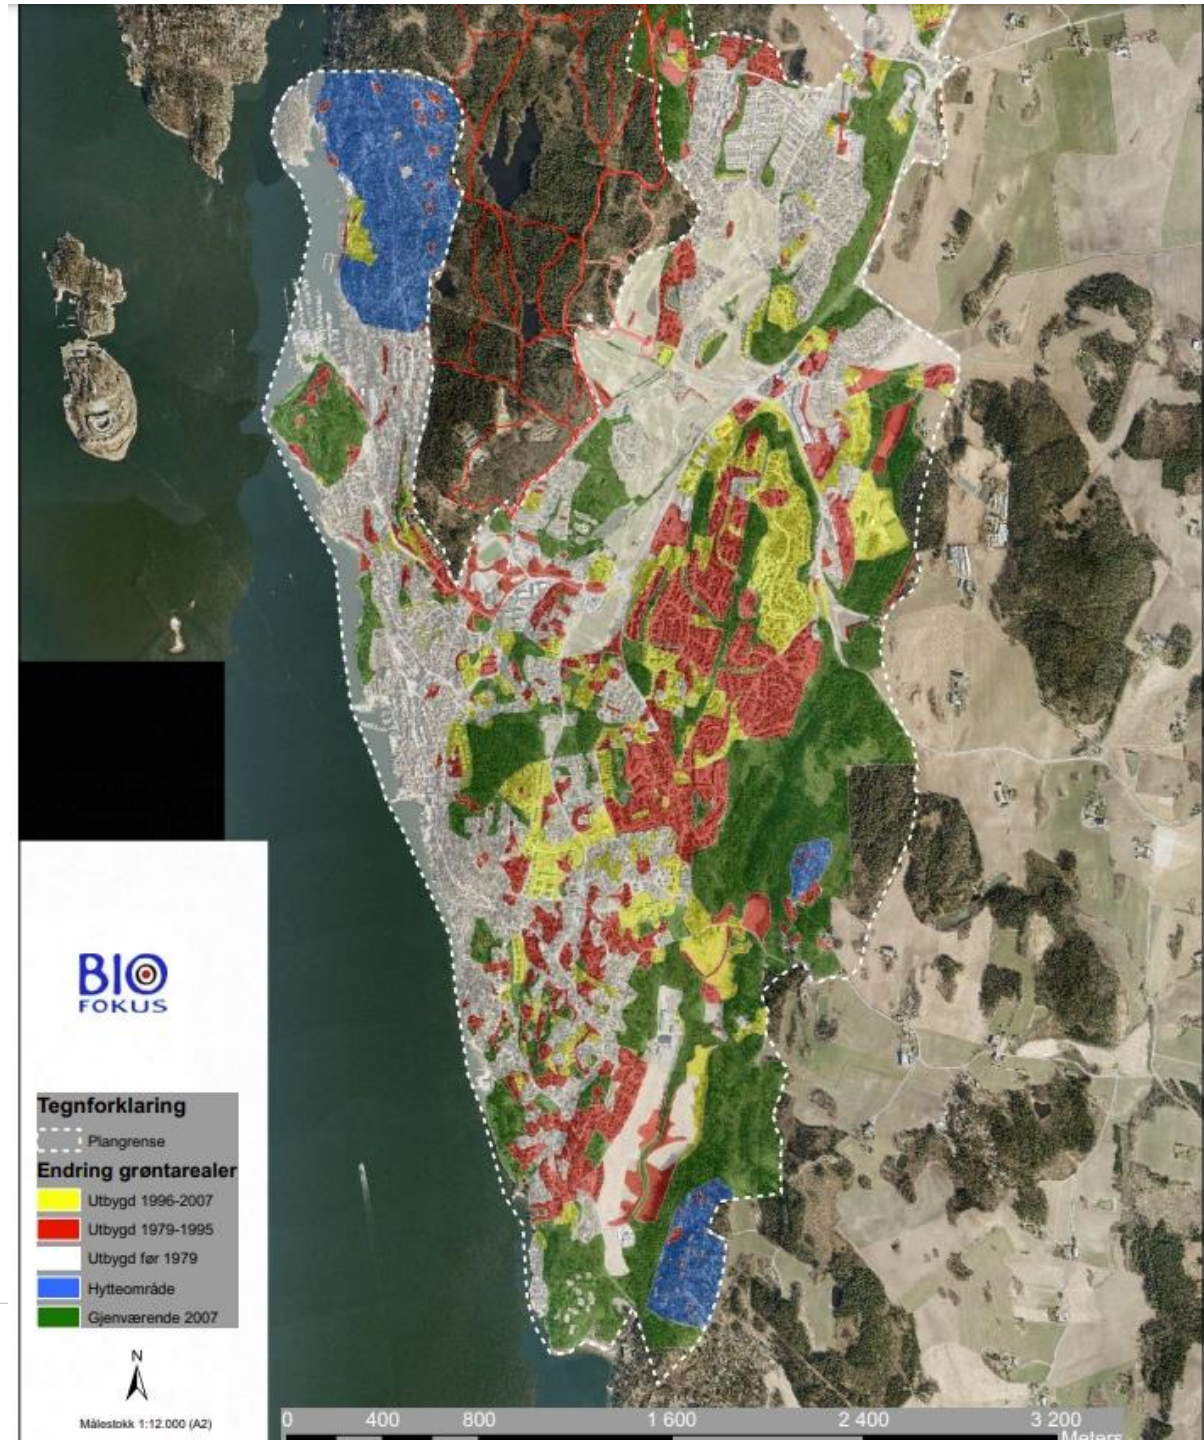 BIO
FOKUS
Tegnforklaring
Plangrense
Endring grøntarealer
Utbygd 1996-2007
Utbygd 1979-1995
Utbygd før 1979
Hytteområde
Gjenværende 2007
N
Målestokk 1:12.000 (A2)
0 400 800 1 600 2 400 3 200
Meters